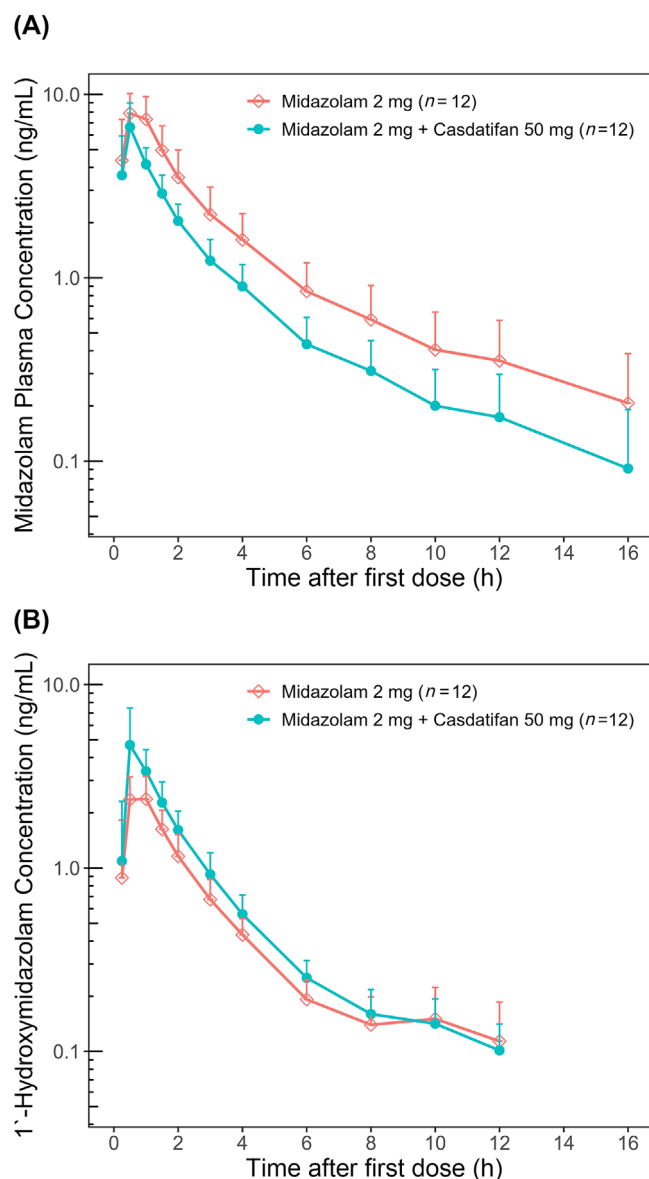 (A)
Midazolam Plasma Concentration (ng/mL)
10.0
1.0
0.1
Midazolam 2 mg (n = 12)
Midazolam 2 mg + Casdatifan 50 mg (n=12)
0 2 4 6 8 10 12 14 16
Time after first dose (h)
(B)
1`-Hydroxymidazolam Concentration (ng/mL)
10.0
1.0
0.1
Midazolam 2 mg (n =12)
Midazolam 2 mg + Casdatifan 50 mg (n=12)
0 2 4 6 8 10 12 14 16
Time after first dose (h)